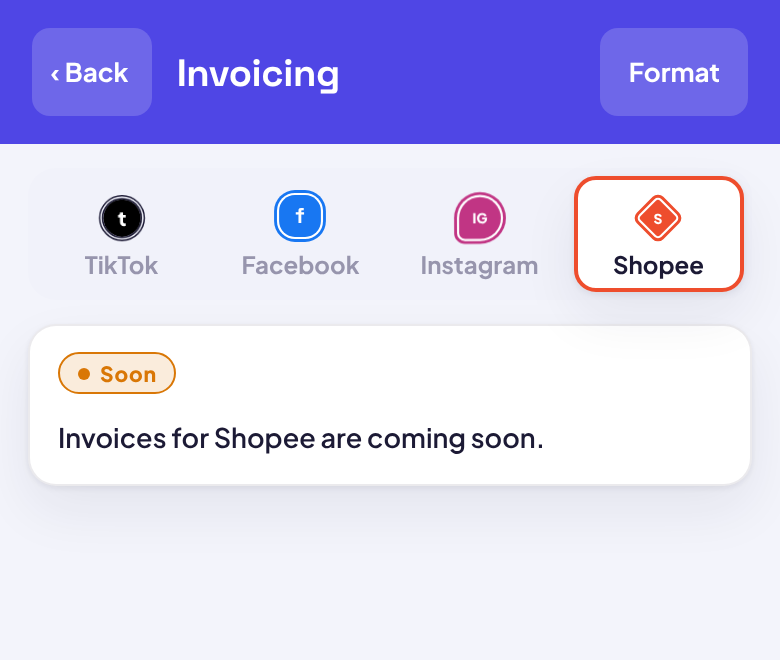 ‹ Back
Invoicing
Format
t
f
IG
S
TikTok
Facebook
Instagram
Shopee
Soon
Invoices for Shopee are coming soon.